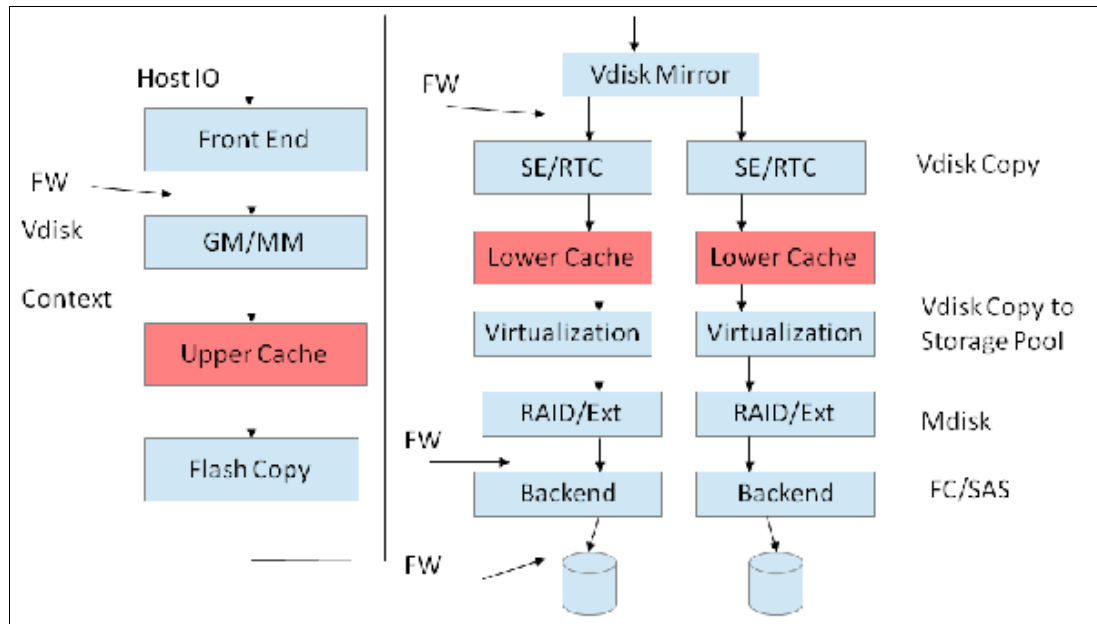 Host IO
Front End
FW
Vdisk
GM/MM
Context
Upper Cache
Flash Copy
Vdisk Mirror
FW
SE/RTC
SE/RTC
Vdisk Copy
Lower Cache
Lower Cache
Virtualization
Virtualization
Vdisk Copy to
Storage Pool
RAID/Ext
RAID/Ext
Mdisk
FW
Backend
Backend
FC/SAS
FW